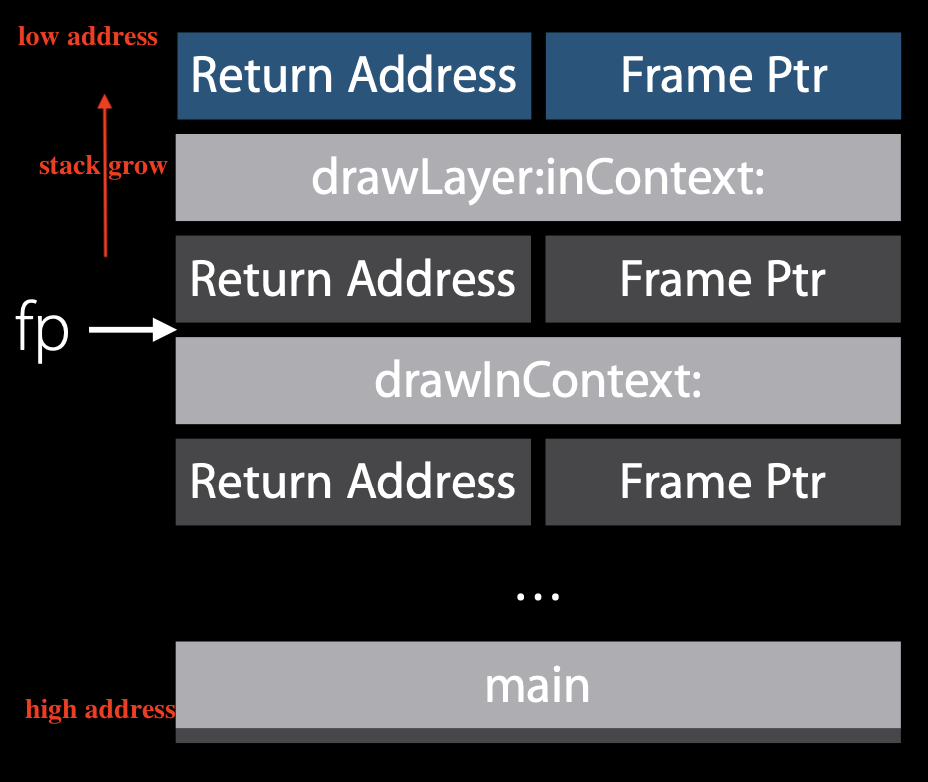 low address
Return Address Frame Ptr
stack grow
drawLayer:inContext:
Return Address Frame Ptr
fp
drawInContext:
Return Address Frame Ptr
...
main
high address